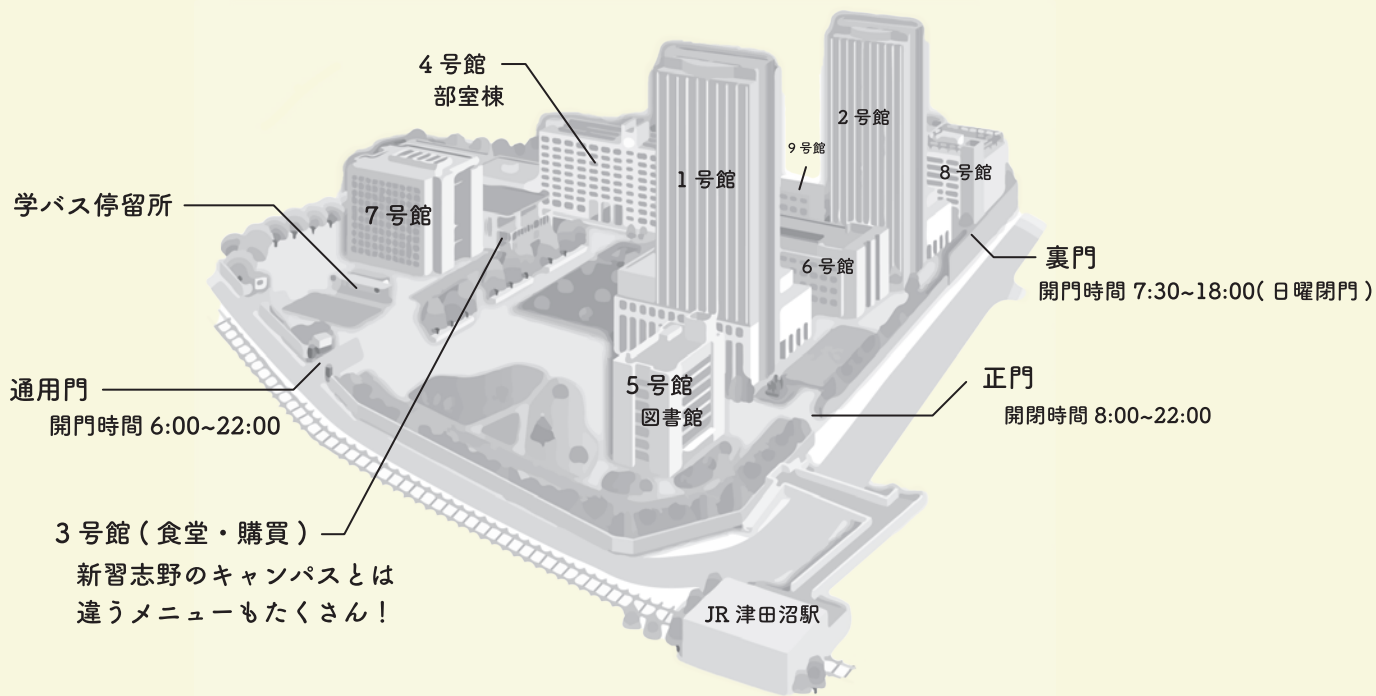 4 号館
部室棟
2 号館
9 号館
8 号館
1 号館
学バス停留所
7 号館
6 号館
裏門
開門時間 7:30~18:00( 日曜閉門 )
通用門
開門時間 6:00~22:00
5 号館
図書館
正門
開閉時間 8:00~22:00
3 号館 ( 食堂・購買 )
新習志野のキャンパスとは
違うメニューもたくさん！
JR 津田沼駅